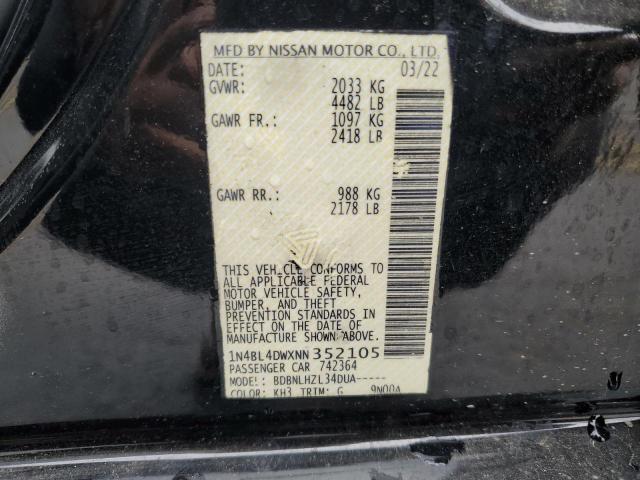 MFD BY NISSAN MOTOR CO., LTD.
DATE: 03/22
GVWR: 2033 KG
4482 LB
GAWR FR: 1097 KG
2418 LB
GAWR RR: 988 KG
2178 LB
THIS VEHICLE CONFORMS TO
ALL APPLICABLE FEDERAL
MOTOR VEHICLE SAFETY,
BUMPER, AND THEFT
PREVENTION STANDARDS IN
EFFECT ON THE DATE OF
MANUFACTURE SHOWN ABOVE.
1N4BL4DWXNN352105
PASSENGER CAR 742364
MODEL: BDBNLHZL34DUA-----
COLOR: KH3 TRIM: G 9N00A